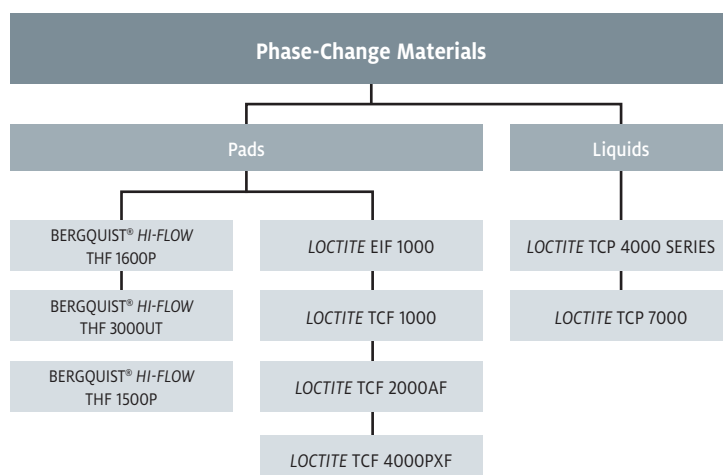 Phase-Change Materials
Pads
Liquids
BERGQUIST® HI-FLOW
THF 1600P
BERGQUIST® HI-FLOW
THF 3000UT
BERGQUIST® HI-FLOW
THF 1500P
LOCTITE EIF 1000
LOCTITE TCF 1000
LOCTITE TCF 2000AF
LOCTITE TCF 4000PXF
LOCTITE TCP 4000 SERIES
LOCTITE TCP 7000